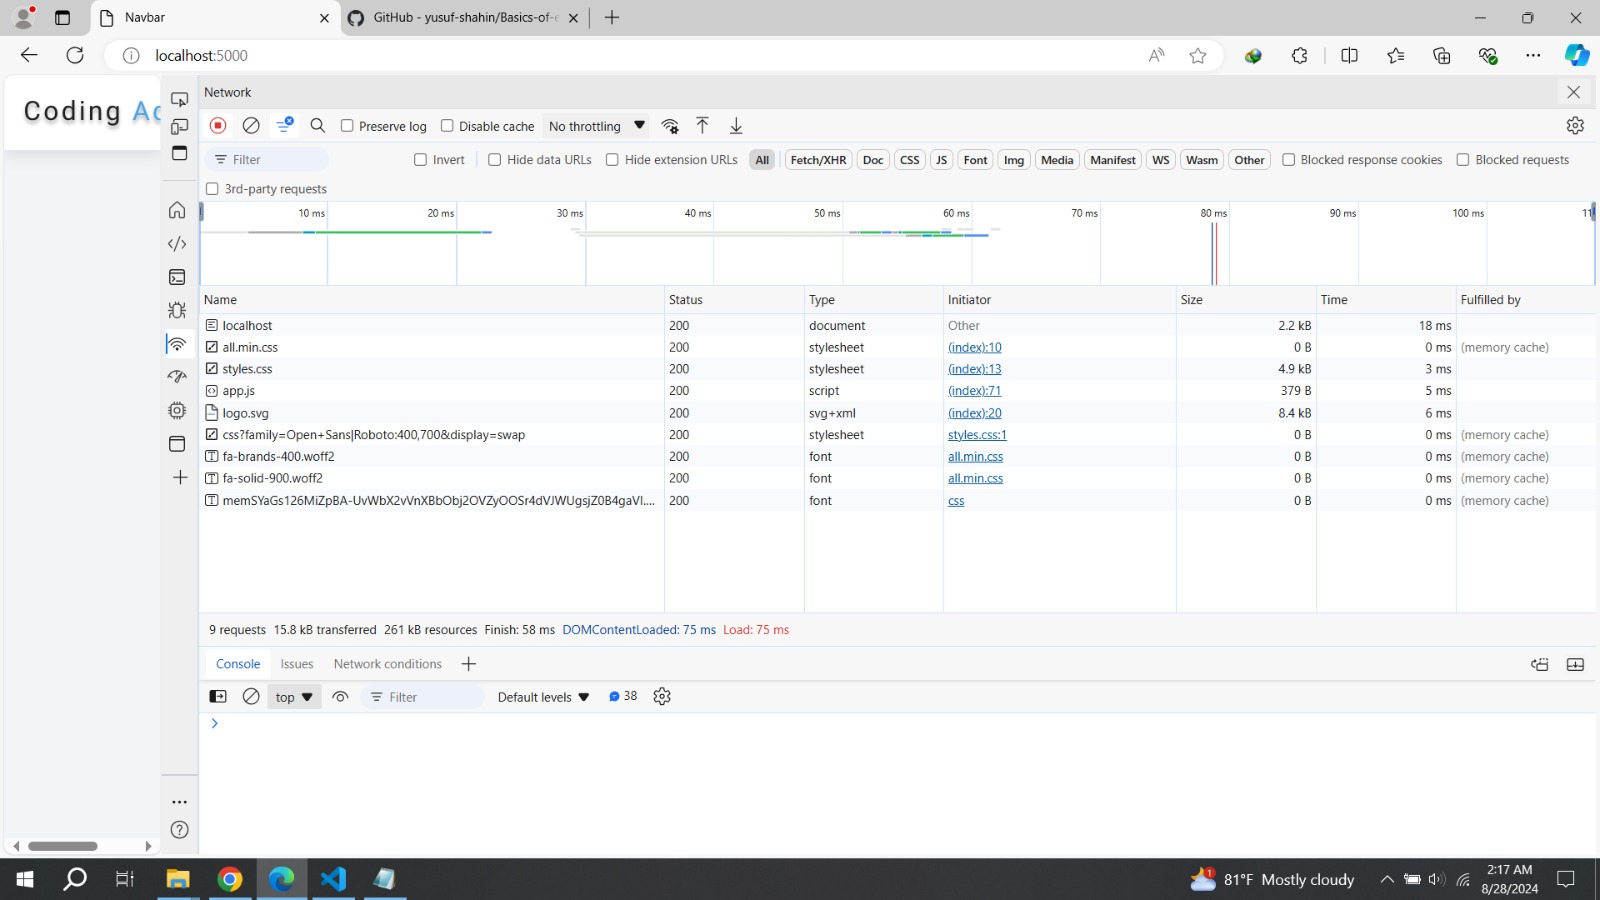 Navbar
GitHub - yusuf-shahin/Basics-of-e
localhost:5000
Coding Ac
Network
Preserve log
Disable cache
No throttling
Filter
Invert
Hide data URLs
Hide extension URLs
All
Fetch/XHR
Doc
CSS
JS
Font
Img
Media
Manifest
WS
Wasm
Other
Blocked response cookies
Blocked requests
3rd-party requests
10 ms 20 ms 30 ms 40 ms 50 ms 60 ms 70 ms 80 ms 90 ms 100 ms 11
Name Status Type Initiator Size Time Fulfilled by
localhost 200 document Other 2.2 kB 18 ms
all.min.css 200 stylesheet (index):10 0 B 0 ms (memory cache)
styles.css 200 stylesheet (index):13 4.9 kB 3 ms
app.js 200 script (index):71 379 B 5 ms
logo.svg 200 svg+xml (index):20 8.4 kB 6 ms
css?family=Open+Sans|Roboto:400,700&display=swap 200 stylesheet styles.css:1 0 B 0 ms (memory cache)
fa-brands-400.woff2 200 font all.min.css 0 B 0 ms (memory cache)
fa-solid-900.woff2 200 font all.min.css 0 B 0 ms (memory cache)
memSYaGs126MiZpBA-UvWbX2vVnXBbObj2OVZyOOSr4dVJWUgsjZ0B4gaVI.... 200 font css 0 B 0 ms (memory cache)
9 requests 15.8 kB transferred 261 kB resources Finish: 58 ms DOMContentLoaded: 75 ms Load: 75 ms
Console Issues Network conditions
top Filter Default levels 38
1 81°F Mostly cloudy
2:17 AM
8/28/2024